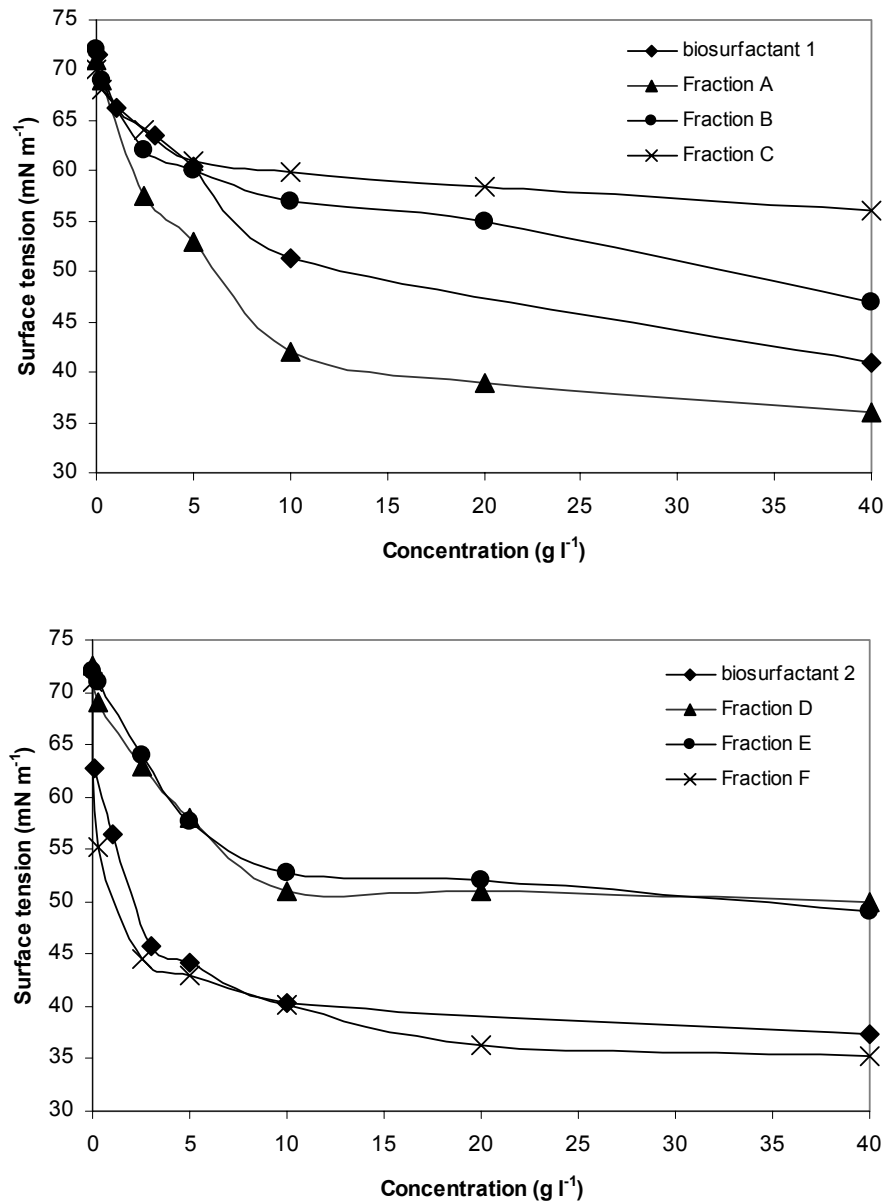 75
70
65
60
55
50
45
40
35
30
Surface tension (mN m⁻¹)
biosurfactant 1
Fraction A
Fraction B
Fraction C
0 5 10 15 20 25 30 35 40
Concentration (g l⁻¹)
75
70
65
60
55
50
45
40
35
30
Surface tension (mN m⁻¹)
biosurfactant 2
Fraction D
Fraction E
Fraction F
0 5 10 15 20 25 30 35 40
Concentration (g l⁻¹)